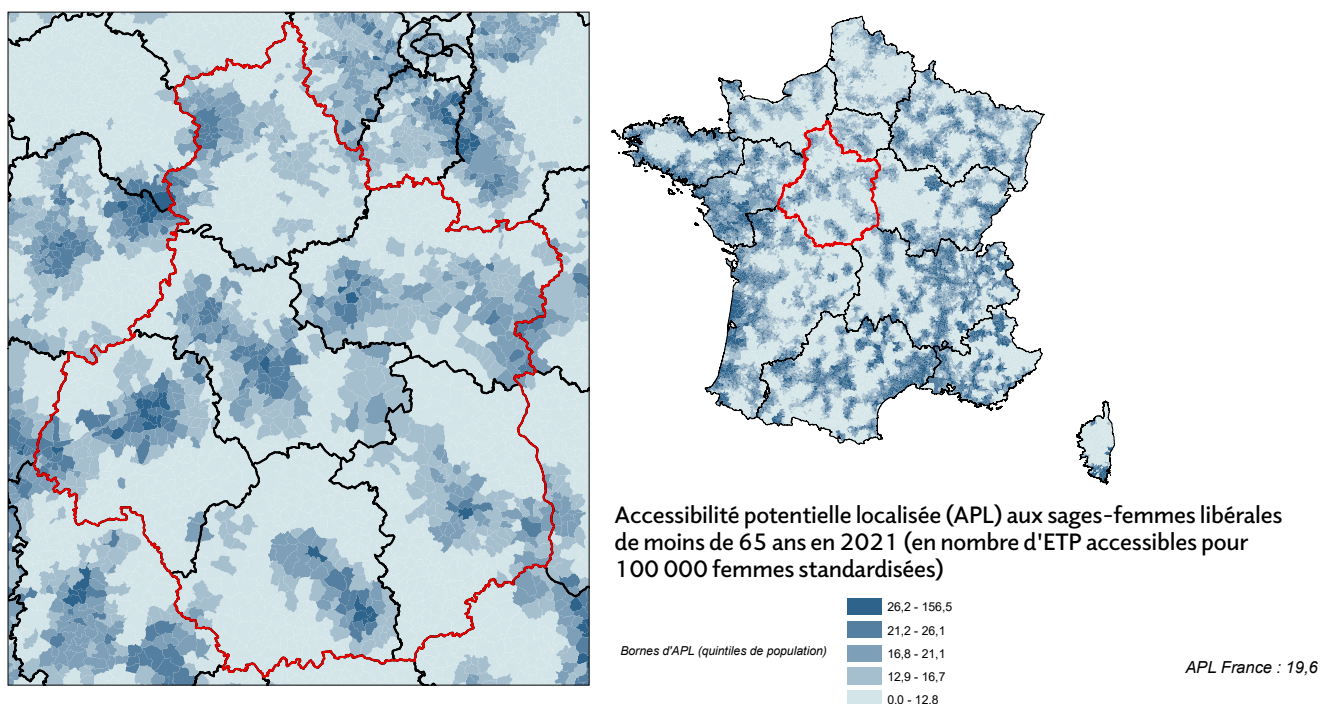 Accessibilité potentielle localisée (APL) aux sages-femmes libérales
de moins de 65 ans en 2021 (en nombre d'ETP accessibles pour
100 000 femmes standardisées)
Bornes d'APL (quintiles de population)
26,2 - 156,5
21,2 - 26,1
16,8 - 21,1
12,9 - 16,7
0,0 - 12,8
APL France : 19,6